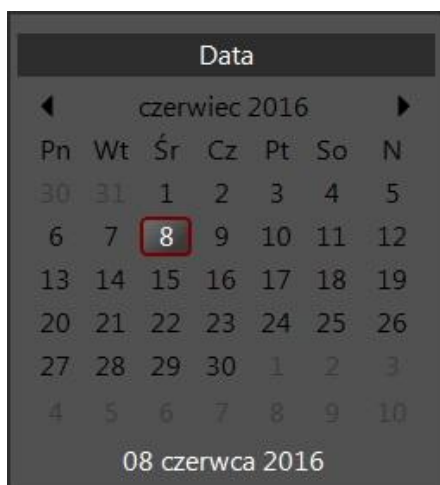 Data
czerwiec 2016
Pn Wt Śr Cz Pt So N
30 31 1 2 3 4 5
6 7 8 9 10 11 12
13 14 15 16 17 18 19
20 21 22 23 24 25 26
27 28 29 30 1 2 3
4 5 6 7 8 9 10
08 czerwca 2016